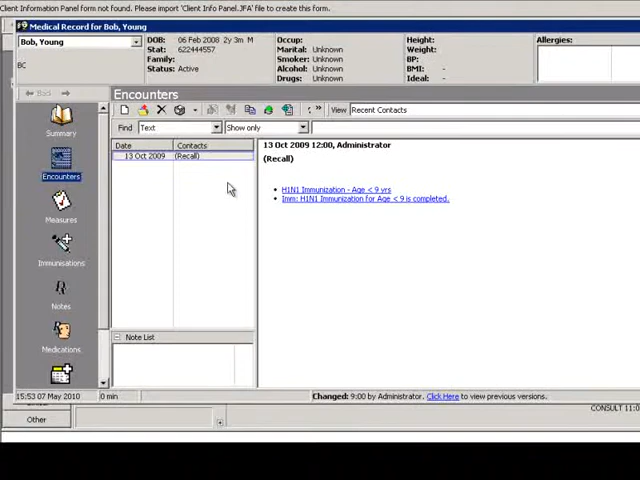 Client Information Panel form not found. Please import 'Client Info Panel.JFA' to create this form.
Medical Record for Bob, Young
Bob, Young
BC
DOB: 06 Feb 2008 2y 3m M
Stat: 622444557
Family:
Status: Active
Occup:
Marital: Unknown
Smoker: Unknown
Alcohol: Unknown
Drugs: Unknown
Height:
Weight:
BP:
BMI: -
Ideal: -
Allergies:
Back
Encounters
View Recent Contacts
Find Text Show only
Summary
Encounters
Measures
Immunisations
Notes
Medications
Date Contacts
13 Oct 2009 (Recall)
Note List
13 Oct 2009 12:00, Administrator
(Recall)
• H1N1 Immunization - Age < 9 yrs
• Imm: H1N1 Immunization for Age < 9 is completed.
15:53 07 May 2010 0 min
Changed: 9:00 by Administrator. Click Here to view previous versions.
Other
CONSULT 11:0